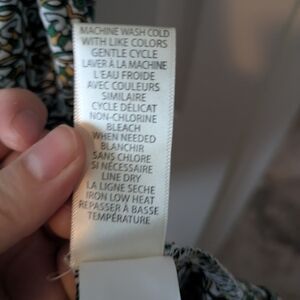 MACHINE WASH COLD
WITH LIKE COLORS
GENTLE CYCLE
LAVER À LA MACHINE
L'EAU FROIDE
AVEC COULEURS
SIMILAIRE
CYCLE DELICAT
NON-CHLORINE
BLEACH
WHEN NEEDED
BLANCHIR
SANS CHLORE
SI NÉCESSAIRE
LINE DRY
LA LIGNE SECHE
IRON LOW HEAT
REPASSER À BASSE
TEMPÉRATURE